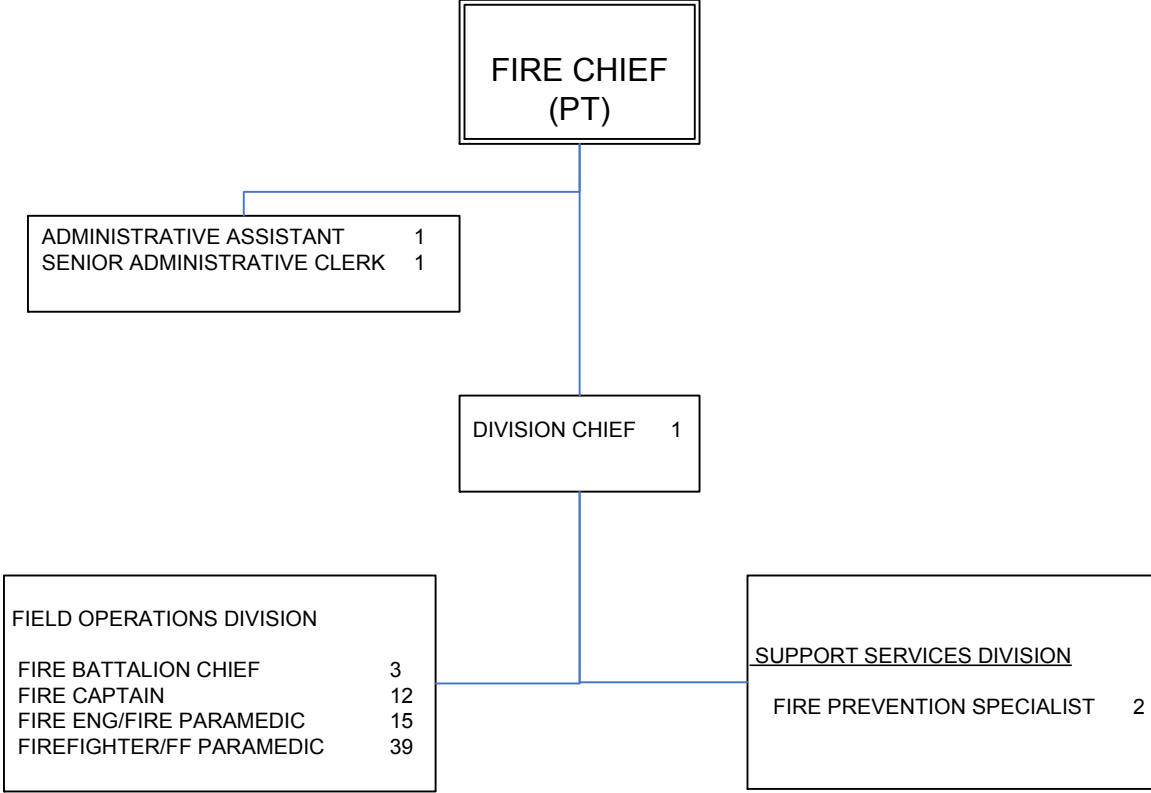 FIRE CHIEF
(PT)
ADMINISTRATIVE ASSISTANT 1
SENIOR ADMINISTRATIVE CLERK 1
DIVISION CHIEF 1
FIELD OPERATIONS DIVISION
FIRE BATTALION CHIEF 3
FIRE CAPTAIN 12
FIRE ENG/FIRE PARAMEDIC 15
FIREFIGHTER/FF PARAMEDIC 39
SUPPORT SERVICES DIVISION
FIRE PREVENTION SPECIALIST 2